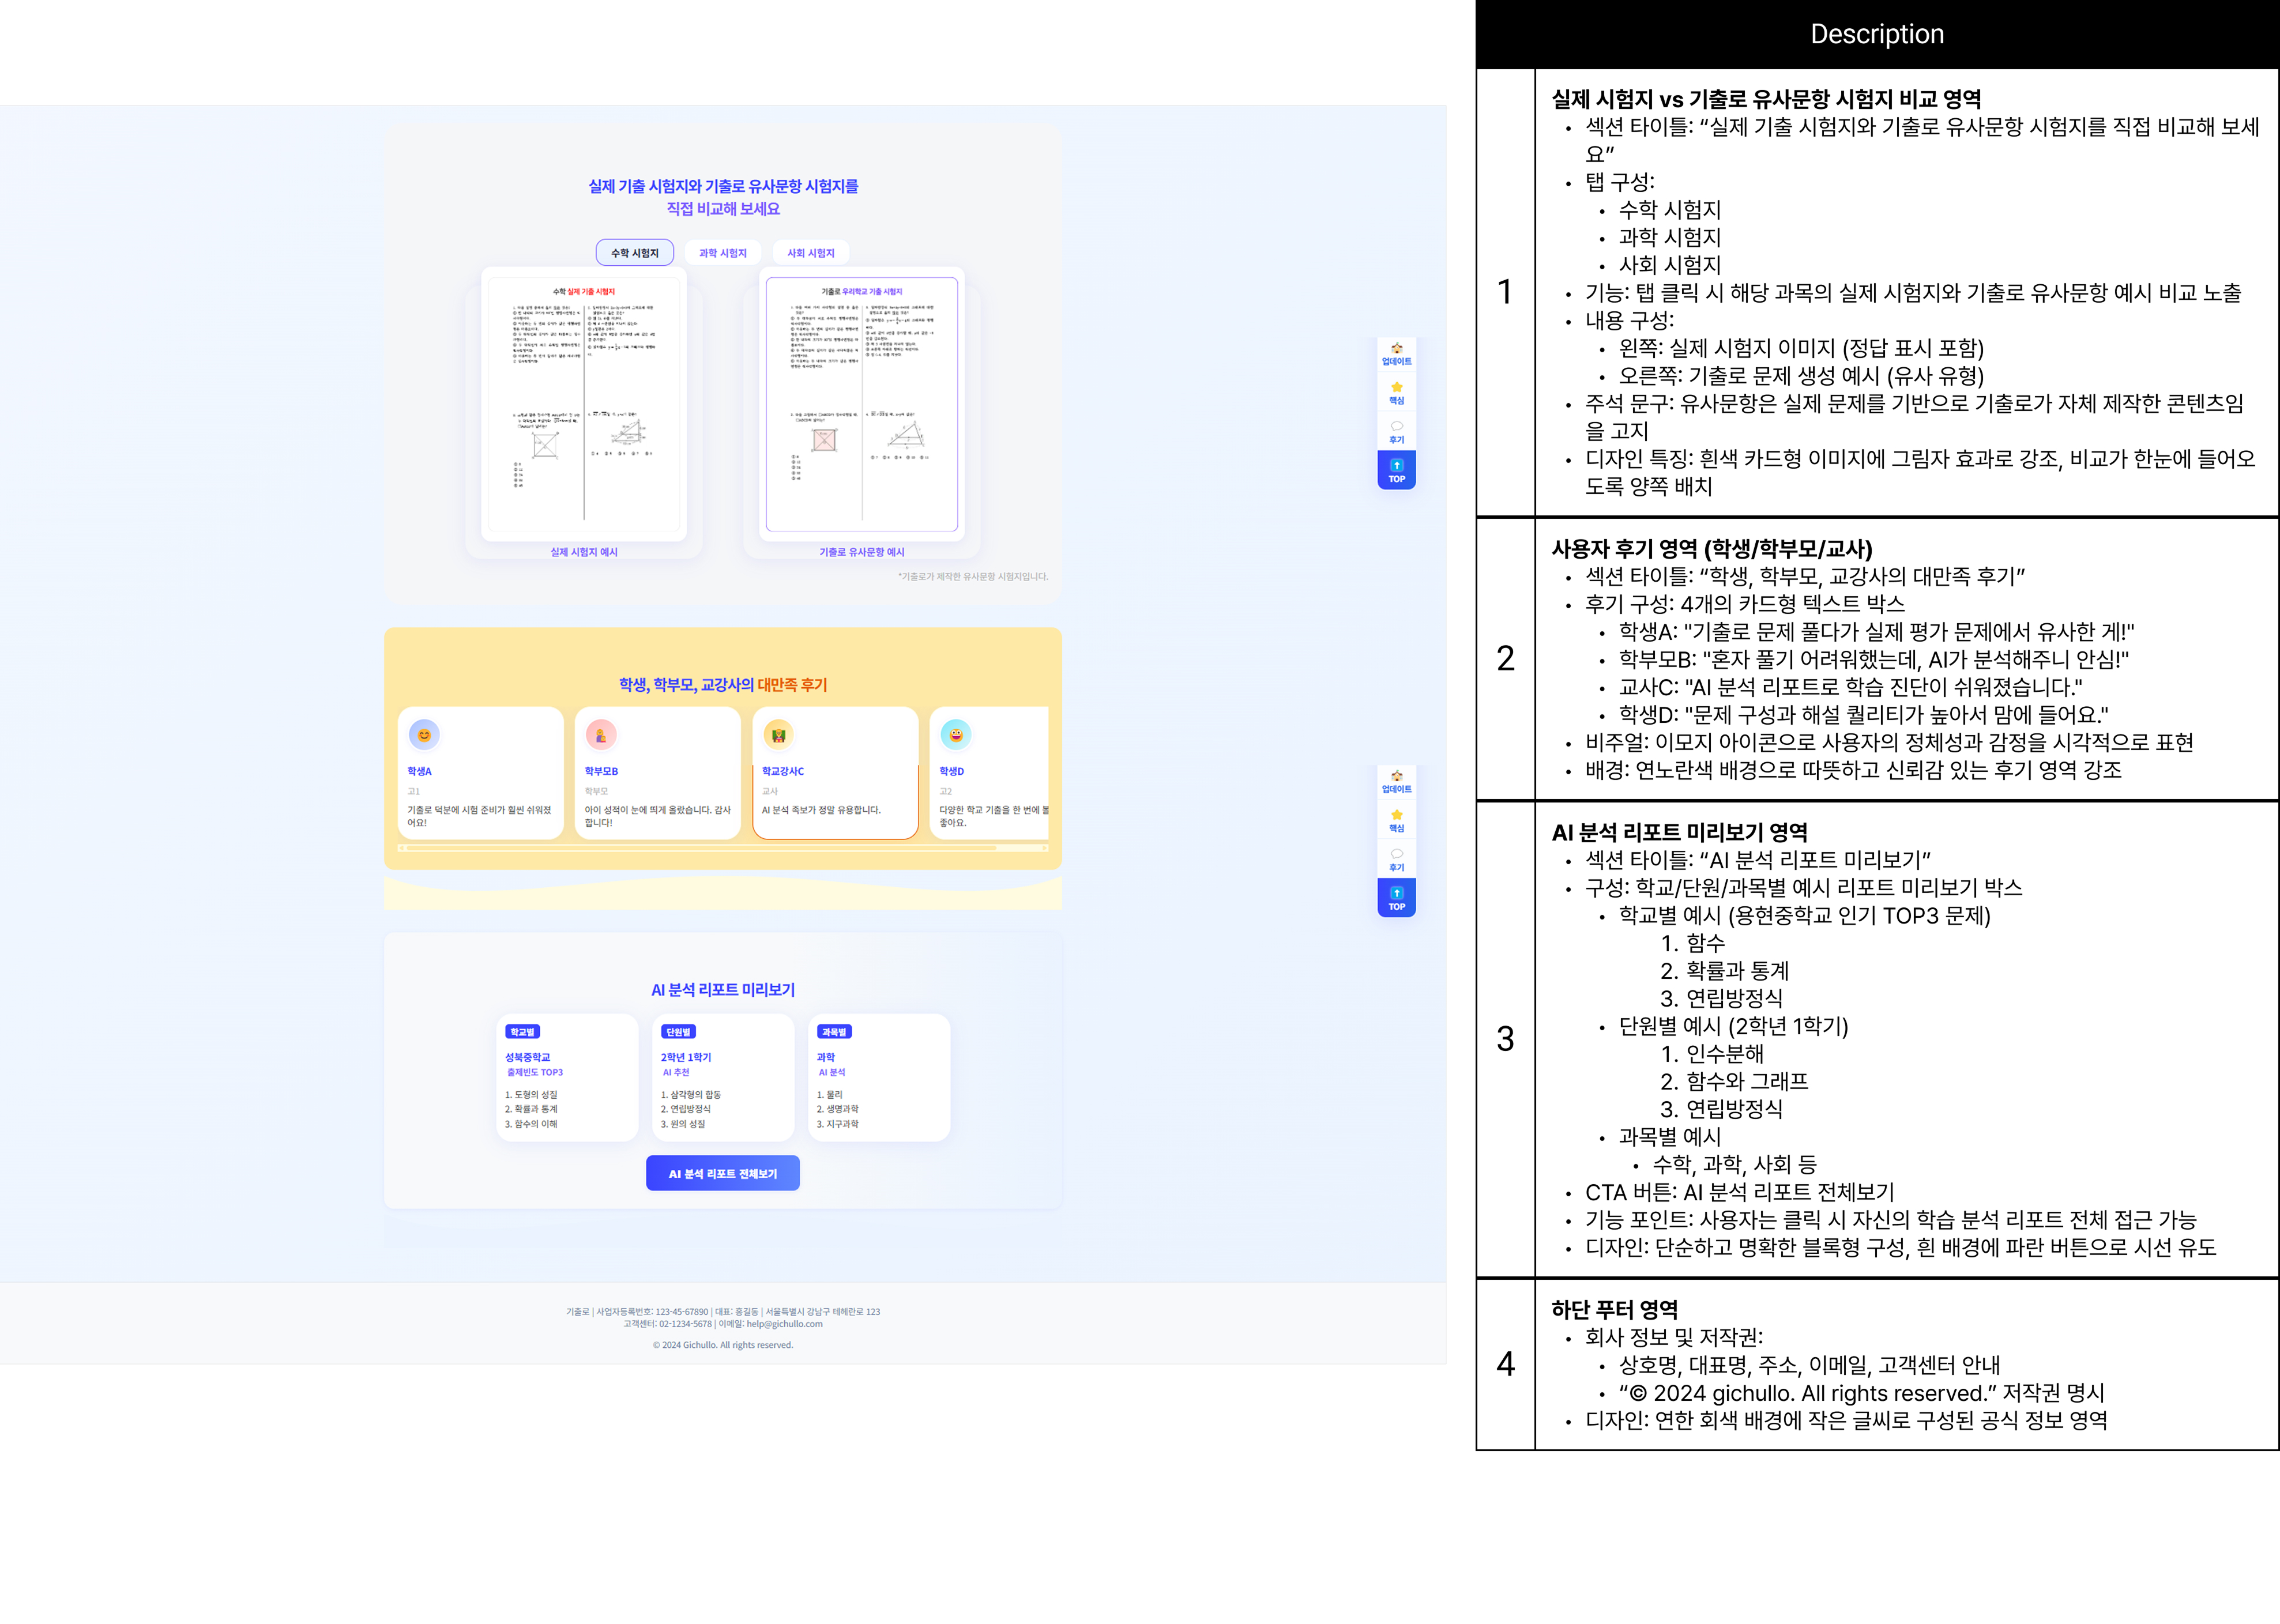 실제 기출 시험지와 기출로 유사문항 시험지를
직접 비교해 보세요
수학 시험지
과학 시험지
사회 시험지
수학 실제 기출 시험지
기출로 우리학교 기출 시험지
실제 시험지 예시
기출로 유사문항 예시
*기출로가 제작한 유사문항 시험지입니다.
업데이트
핵심
후기
TOP
학생, 학부모, 교강사의 대만족 후기
학생A
고1
기출로 덕분에 시험 준비가 훨씬 쉬워졌
어요!
학부모B
학부모
아이 성적이 눈에 띄게 올랐습니다. 감사
합니다!
학교강사C
교사
AI 분석 족보가 정말 유용합니다.
학생D
고2
다양한 학교 기출을 한 번에 볼
좋아요.
업데이트
핵심
후기
TOP
AI 분석 리포트 미리보기
학교별
성북중학교
출제빈도 TOP3
1. 도형의 성질
2. 확률과 통계
3. 함수의 이해
단원별
2학년 1학기
AI 추천
1. 삼각형의 합동
2. 연립방정식
3. 원의 성질
과목별
과학
AI 분석
1. 물리
2. 생명과학
3. 지구과학
AI 분석 리포트 전체보기
기출로 | 사업자등록번호: 123-45-67890 | 대표: 홍길동 | 서울특별시 강남구 테헤란로 123
고객센터: 02-1234-5678 | 이메일: help@gichullo.com
© 2024 Gichullo. All rights reserved.
Description
1
실제 시험지 vs 기출로 유사문항 시험지 비교 영역
• 섹션 타이틀: “실제 기출 시험지와 기출로 유사문항 시험지를 직접 비교해 보세
요”
• 탭 구성:
• 수학 시험지
• 과학 시험지
• 사회 시험지
• 기능: 탭 클릭 시 해당 과목의 실제 시험지와 기출로 유사문항 예시 비교 노출
• 내용 구성:
• 왼쪽: 실제 시험지 이미지 (정답 표시 포함)
• 오른쪽: 기출로 문제 생성 예시 (유사 유형)
• 주석 문구: 유사문항은 실제 문제를 기반으로 기출로가 자체 제작한 콘텐츠임
을 고지
• 디자인 특징: 흰색 카드형 이미지에 그림자 효과로 강조, 비교가 한눈에 들어오
도록 양쪽 배치
2
사용자 후기 영역 (학생/학부모/교사)
• 섹션 타이틀: “학생, 학부모, 교강사의 대만족 후기”
• 후기 구성: 4개의 카드형 텍스트 박스
• 학생A: "기출로 문제 풀다가 실제 평가 문제에서 유사한 게!"
• 학부모B: "혼자 풀기 어려워했는데, AI가 분석해주니 안심!"
• 교사C: "AI 분석 리포트로 학습 진단이 쉬워졌습니다."
• 학생D: "문제 구성과 해설 퀄리티가 높아서 맘에 들어요."
• 비주얼: 이모지 아이콘으로 사용자의 정체성과 감정을 시각적으로 표현
• 배경: 연노란색 배경으로 따뜻하고 신뢰감 있는 후기 영역 강조
3
AI 분석 리포트 미리보기 영역
• 섹션 타이틀: “AI 분석 리포트 미리보기”
• 구성: 학교/단원/과목별 예시 리포트 미리보기 박스
• 학교별 예시 (용현중학교 인기 TOP3 문제)
1. 함수
2. 확률과 통계
3. 연립방정식
• 단원별 예시 (2학년 1학기)
1. 인수분해
2. 함수와 그래프
3. 연립방정식
• 과목별 예시
• 수학, 과학, 사회 등
• CTA 버튼: AI 분석 리포트 전체보기
• 기능 포인트: 사용자는 클릭 시 자신의 학습 분석 리포트 전체 접근 가능
• 디자인: 단순하고 명확한 블록형 구성, 흰 배경에 파란 버튼으로 시선 유도
4
하단 푸터 영역
• 회사 정보 및 저작권:
• 상호명, 대표명, 주소, 이메일, 고객센터 안내
• “© 2024 gichullo. All rights reserved.” 저작권 명시
• 디자인: 연한 회색 배경에 작은 글씨로 구성된 공식 정보 영역